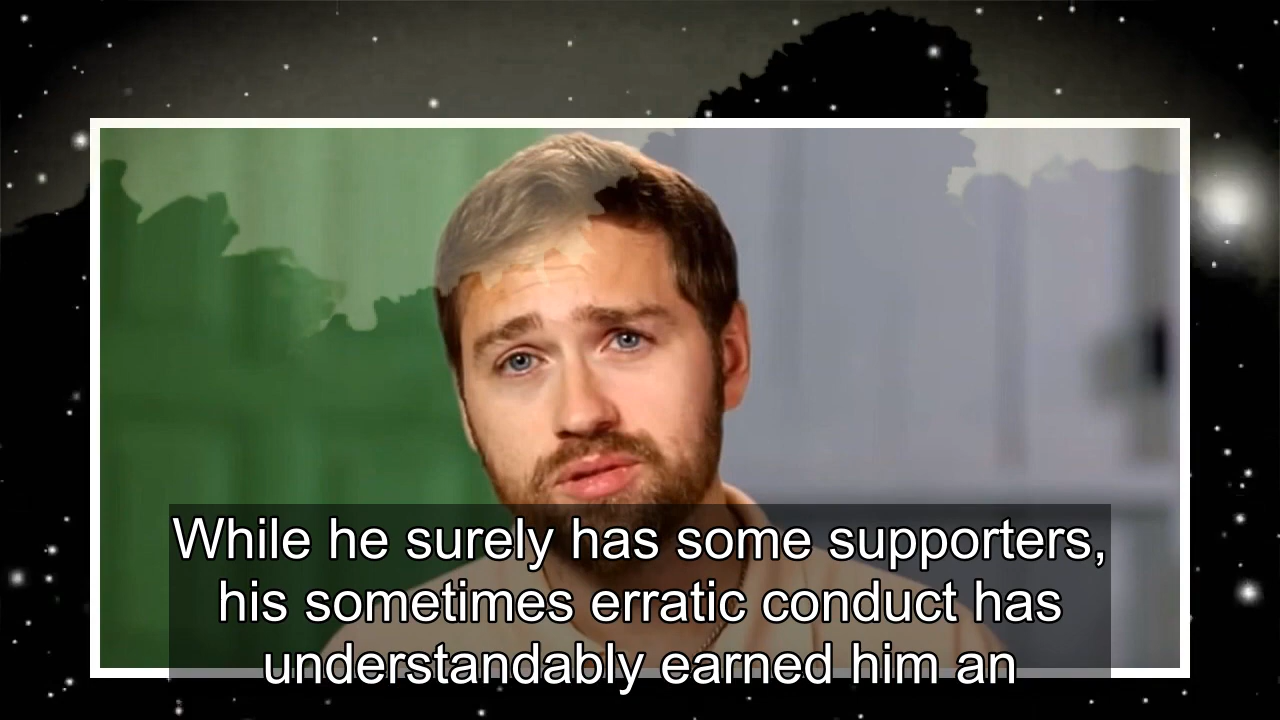 While he surely has some supporters,
his sometimes erratic conduct has
understandably earned him an